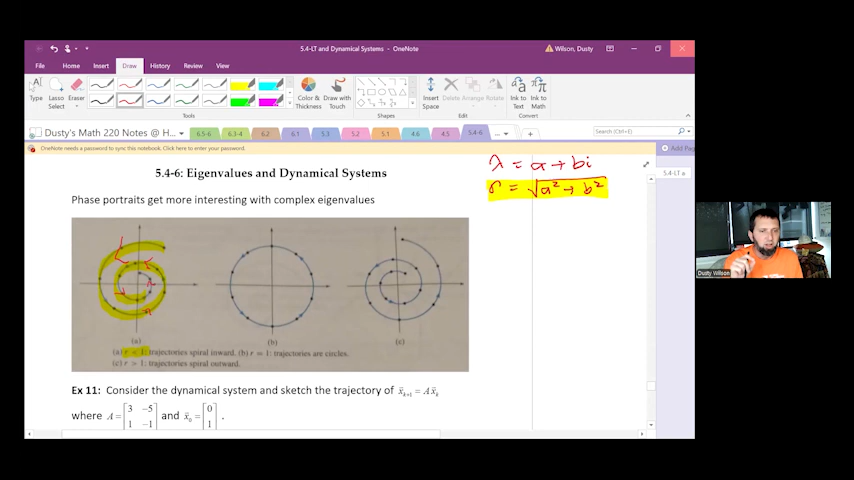 5.4-LT and Dynamical Systems - OneNote
Wilson, Dusty
File Home Insert Draw History Review View
Type
Lasso Select
Eraser
Color & Thickness
Draw with Touch
Insert Space
Delete
Arrange
Rotate
Ink to Text
Ink to Math
Tools
Shapes
Edit
Convert
Dusty's Math 220 Notes @ H...
6.5-6 6.3-4 6.2 6.1 5.3 5.2 5.1 4.6 4.5 5.4-6 ...
Search (Ctrl+E)
OneNote needs a password to sync this notebook. Click here to enter your password.
Add Pag
5.4-LT e
5.4-6: Eigenvalues and Dynamical Systems
λ = a + bi
r = √a² + b²
Phase portraits get more interesting with complex eigenvalues
(a) (b) (c)
(a) r < 1: trajectories spiral inward, (b) r = 1: trajectories are circles.
(c) r > 1: trajectories spiral outward.
Ex 11: Consider the dynamical system and sketch the trajectory of x̄ₖ₊₁ = Ax̄ₖ
where A = [3 -5; 1 -1] and x̄₀ = [0; 1] .
Dusty Wilson